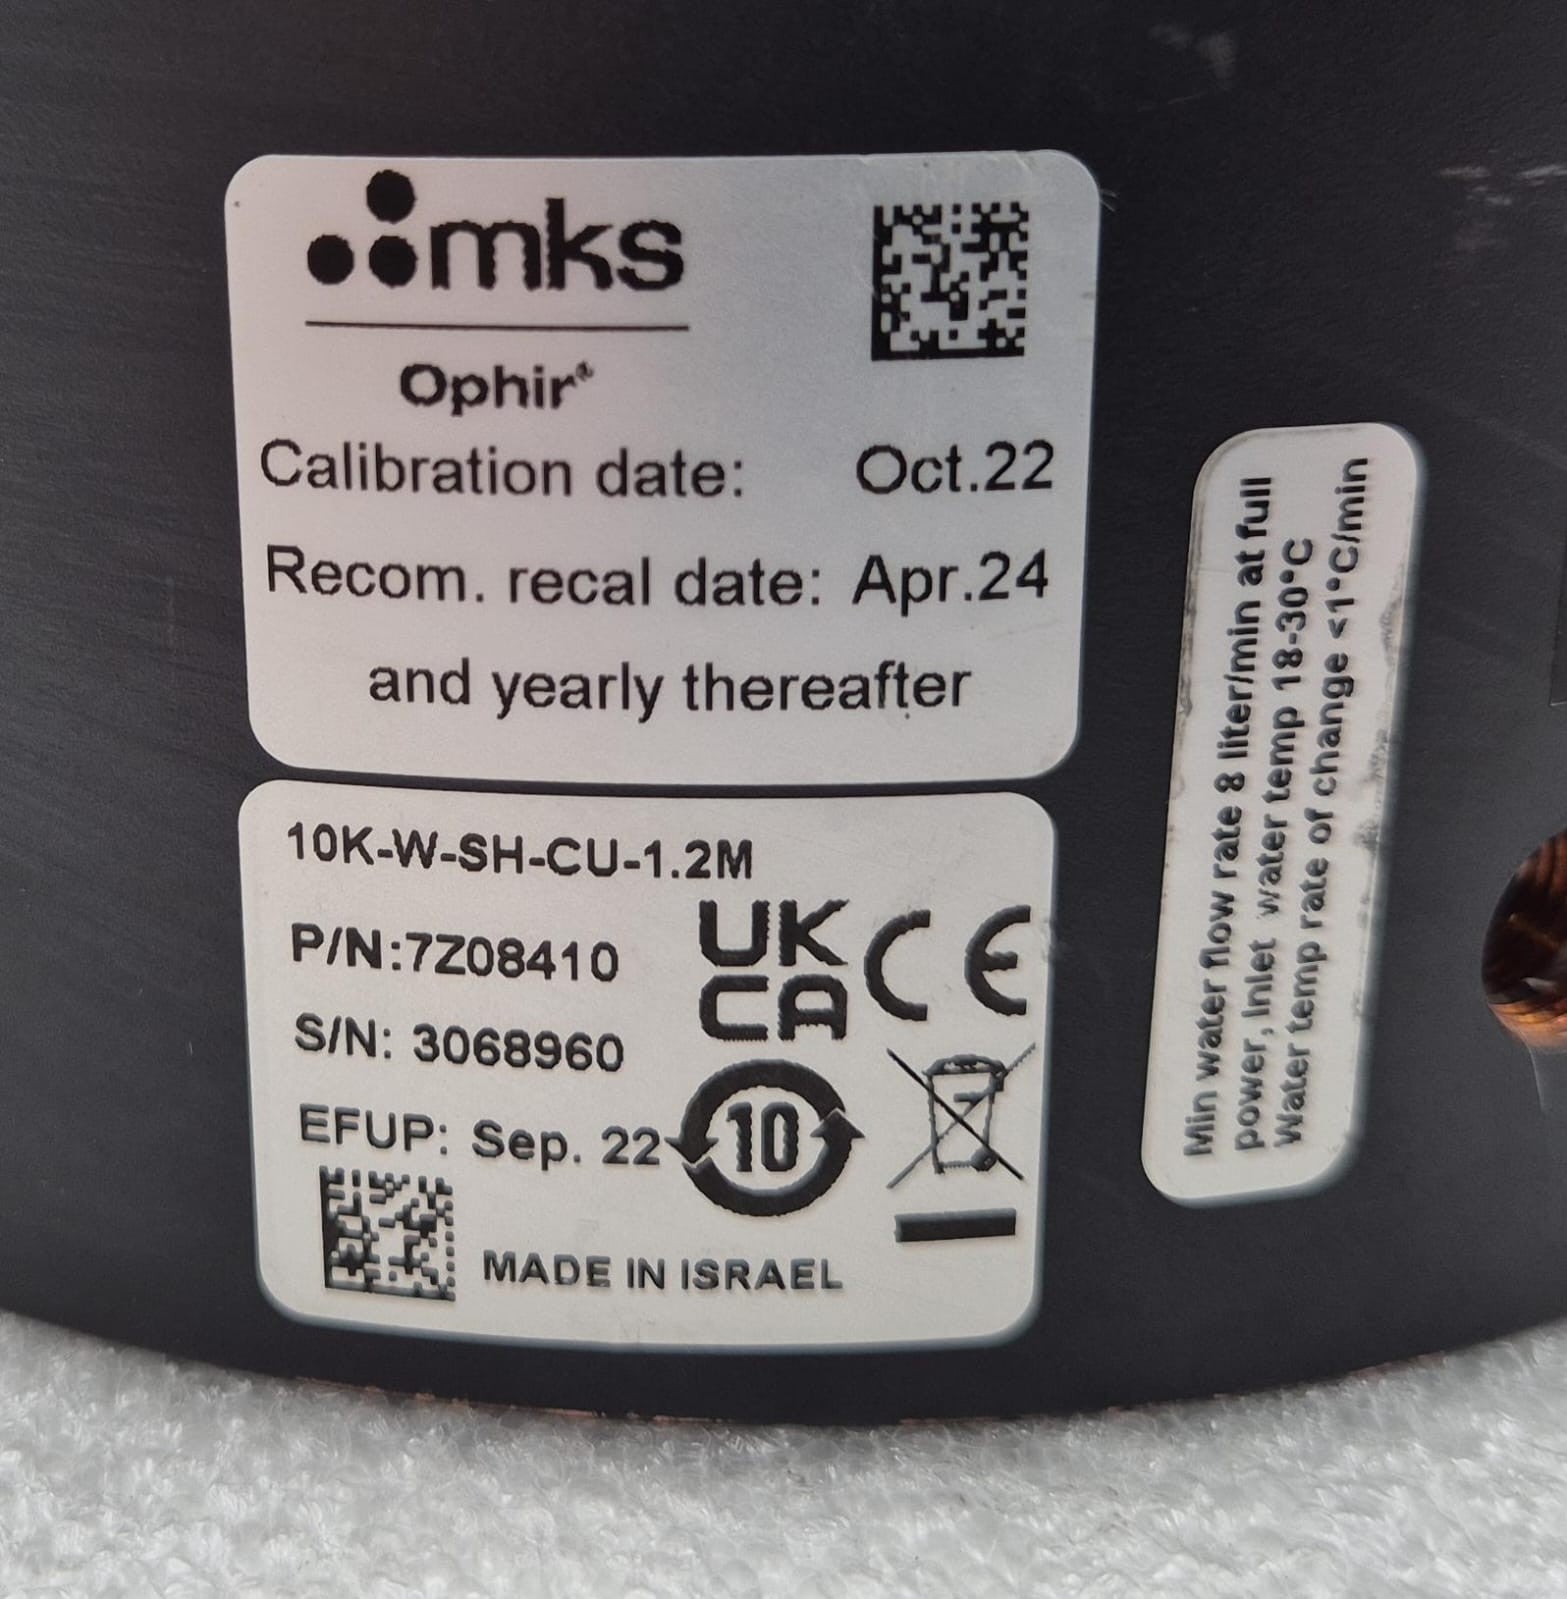 mks
Ophir®
Calibration date: Oct.22
Recom. recal date: Apr.24
and yearly thereafter
10K-W-SH-CU-1.2M
P/N:7Z08410
S/N: 3068960
EFUP: Sep. 22
UK
CA
CE
10
MADE IN ISRAEL
Min water flow rate 8 liter/min at full
power, Inlet water temp 18-30°C
Water temp rate of change <1°C/min